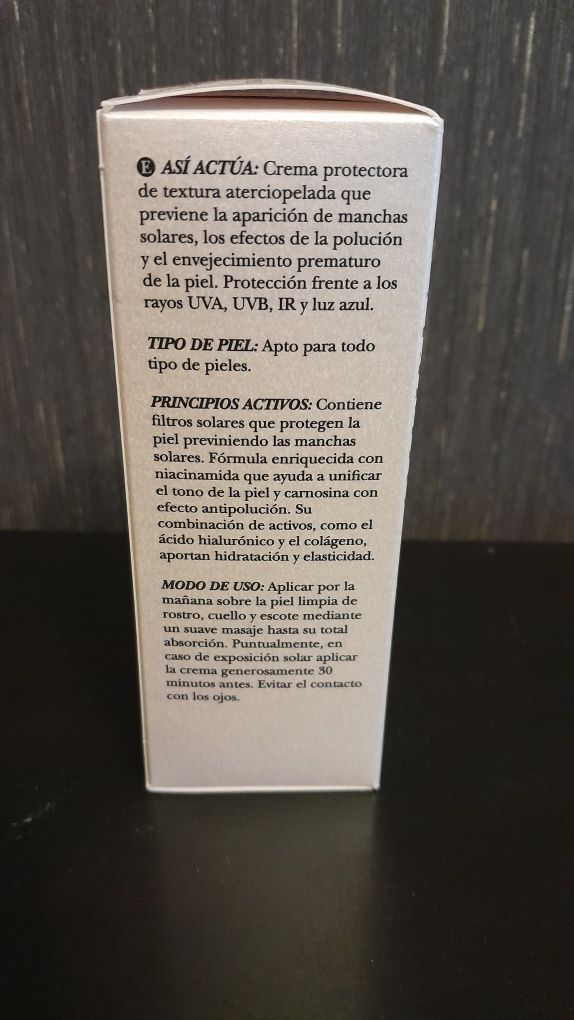 E ASÍ ACTÚA: Crema protectora
de textura aterciopelada que
previene la aparición de manchas
solares, los efectos de la polución
y el envejecimiento prematuro
de la piel. Protección frente a los
rayos UVA, UVB, IR y luz azul.
TIPO DE PIEL: Apto para todo
tipo de pieles.
PRINCIPIOS ACTIVOS: Contiene
filtros solares que protegen la
piel previniendo las manchas
solares. Fórmula enriquecida con
niacinamida que ayuda a unificar
el tono de la piel y carnosina con
efecto antipolución. Su
combinación de activos, como el
ácido hialurónico y el colágeno,
aportan hidratación y elasticidad.
MODO DE USO: Aplicar por la
mañana sobre la piel limpia de
rostro, cuello y escote mediante
un suave masaje hasta su total
absorción. Puntualmente, en
caso de exposición solar aplicar
la crema generosamente 30
minutos antes. Evitar el contacto
con los ojos.